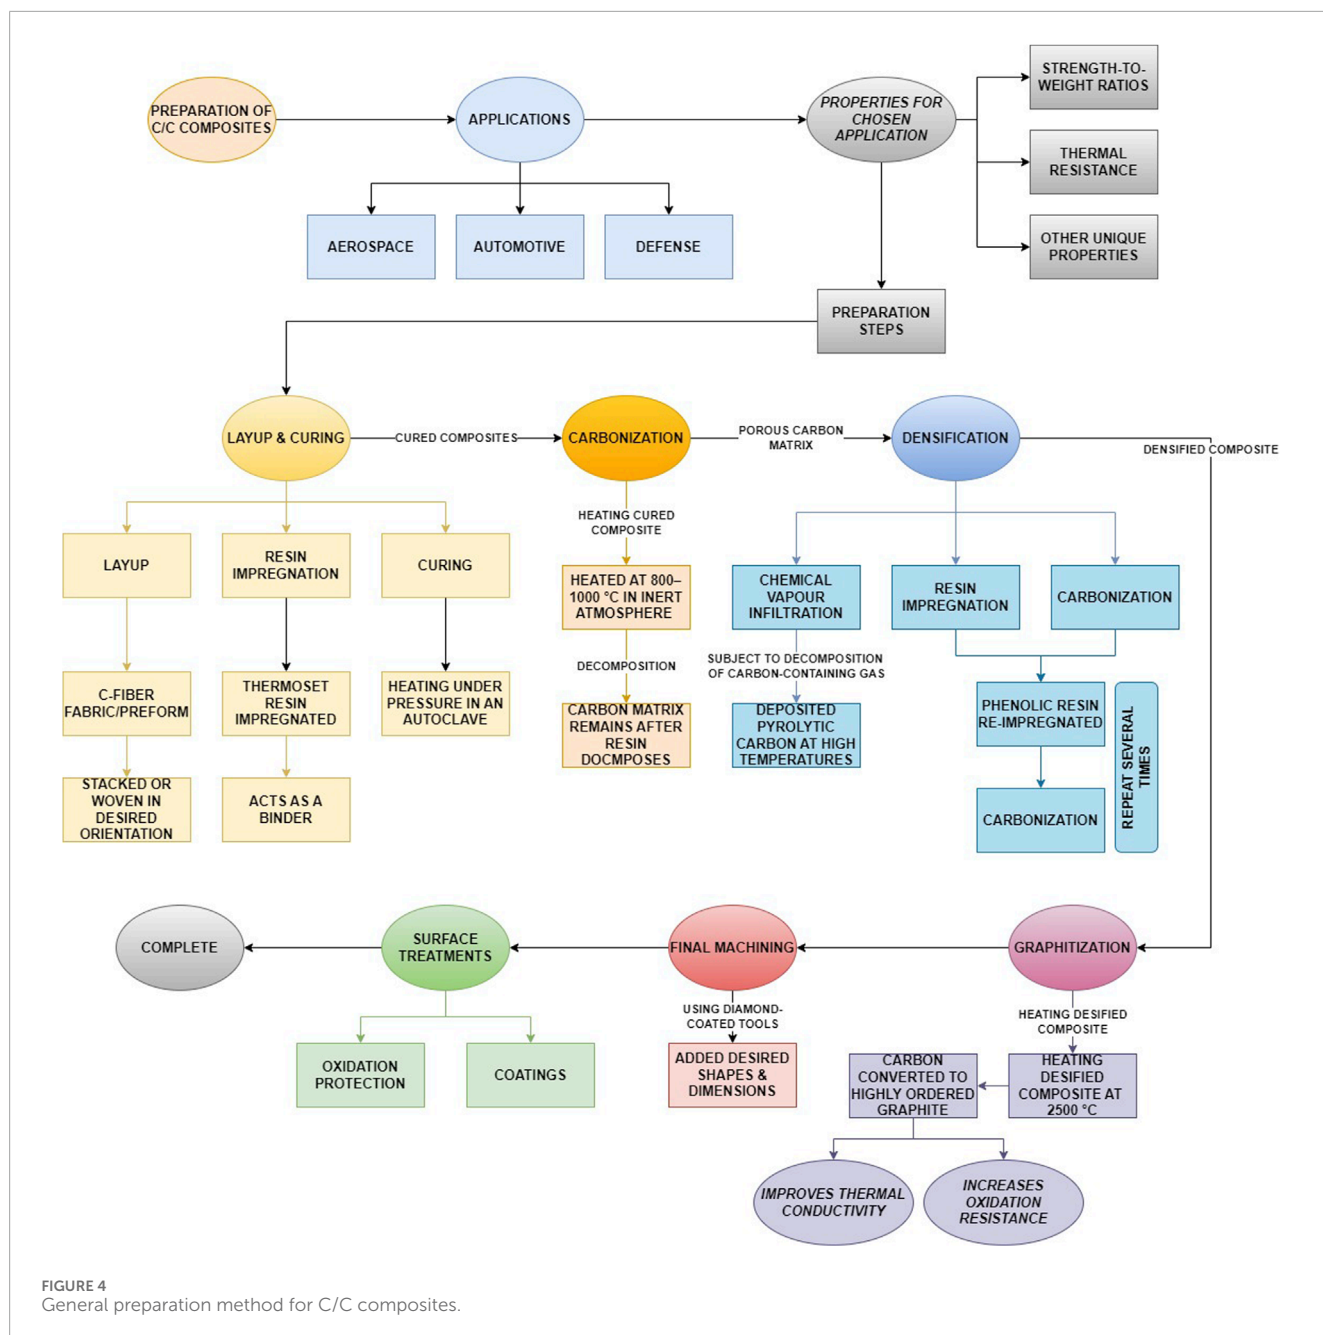 PREPARATION OF
C/C COMPOSITES
APPLICATIONS
PROPERTIES FOR
CHOSEN
APPLICATION
STRENGTH-TO-
WEIGHT RATIOS
THERMAL
RESISTANCE
OTHER UNIQUE
PROPERTIES
AEROSPACE
AUTOMOTIVE
DEFENSE
PREPARATION
STEPS
LAYUP & CURING
CURED COMPOSITES
CARBONIZATION
POROUS CARBON
MATRIX
DENSIFICATION
DENSIFIED COMPOSITE
LAYUP
RESIN
IMPREGNATION
CURING
C-FIBER
FABRIC/PREFORM
THERMOSET
RESIN
IMPREGNATED
HEATING UNDER
PRESSURE IN AN
AUTOCLAVE
STACKED OR
WOVEN IN
DESIRED
ORIENTATION
ACTS AS A
BINDER
HEATING CURED
COMPOSITE
HEATED AT 800–
1000 °C IN INERT
ATMOSPHERE
DECOMPOSITION
CARBON MATRIX
REMAINS AFTER
RESIN
DOCMPOSES
CHEMICAL
VAPOUR
INFILTRATION
SUBJECT TO DECOMPOSITION
OF CARBON-CONTAINING GAS
DEPOSITED
PYROLYTIC
CARBON AT HIGH
TEMPERATURES
RESIN
IMPREGNATION
CARBONIZATION
PHENOLIC RESIN
RE-IMPREGNATED
CARBONIZATION
REPEAT SEVERAL
TIMES
COMPLETE
SURFACE
TREATMENTS
FINAL MACHINING
GRAPHITIZATION
OXIDATION
PROTECTION
COATINGS
USING DIAMOND-
COATED TOOLS
ADDED DESIRED
SHAPES &
DIMENSIONS
HEATING DESIFIED
COMPOSITE
HEATING
DESIFIED
COMPOSITE AT
2500 °C
CARBON
CONVERTED TO
HIGHLY ORDERED
GRAPHITE
IMPROVES THERMAL
CONDUCTIVITY
INCREASES
OXIDATION
RESISTANCE
FIGURE 4
General preparation method for C/C composites.